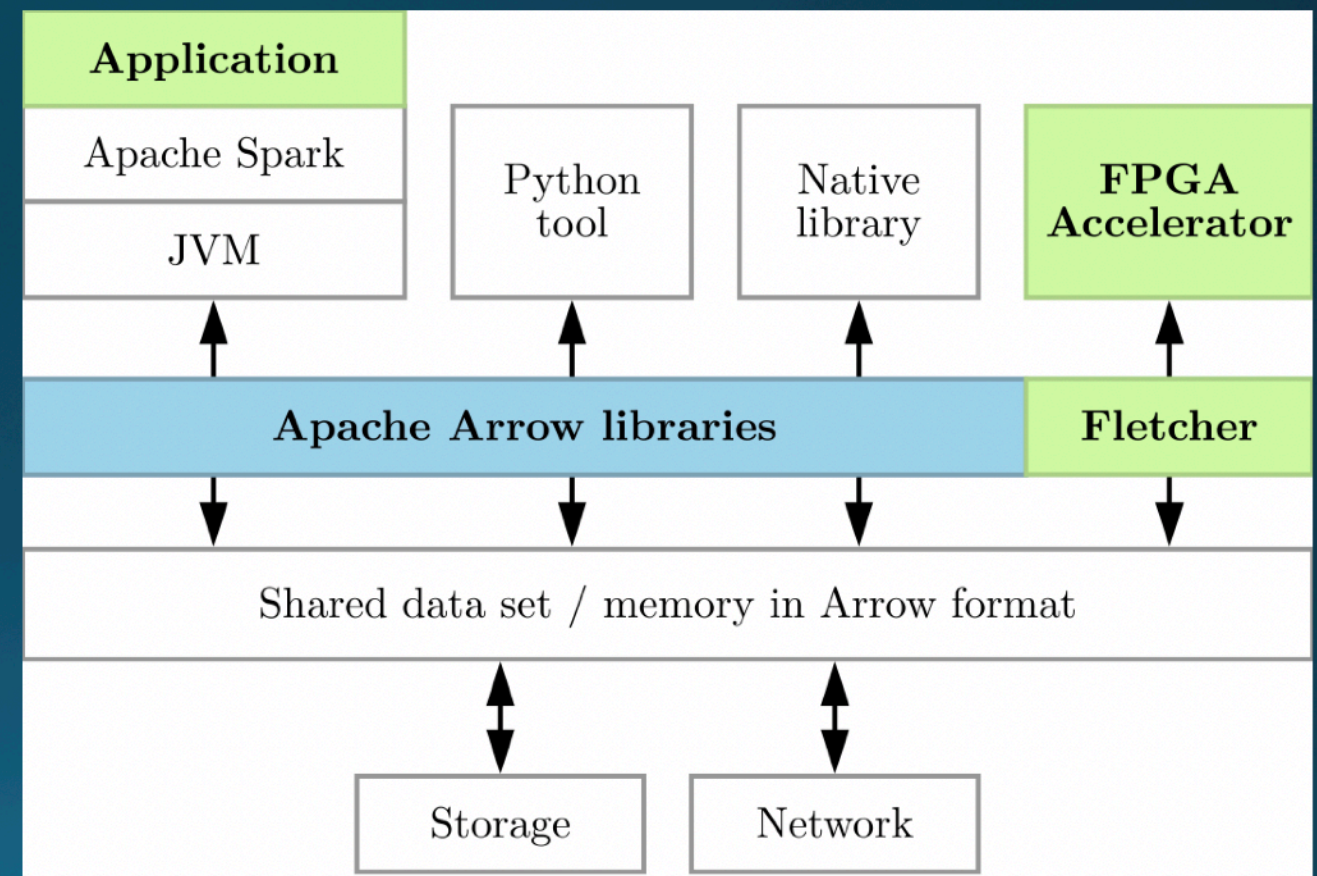 Application
Apache Spark
JVM
Python
tool
Native
library
FPGA
Accelerator
Apache Arrow libraries
Fletcher
Shared data set / memory in Arrow format
Storage
Network